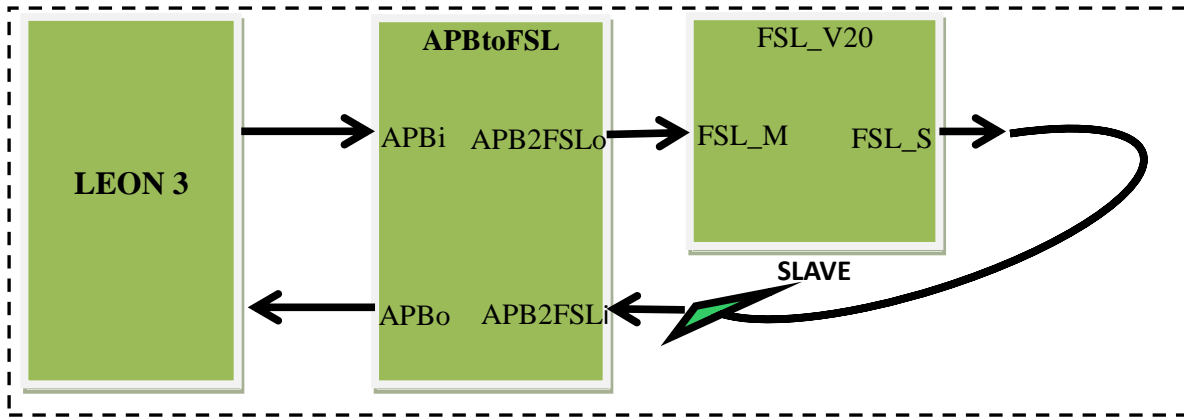 LEON 3
APBtoFSL
APBi
APB2FSLo
APBo
APB2FSLi
FSL_V20
FSL_M
FSL_S
SLAVE